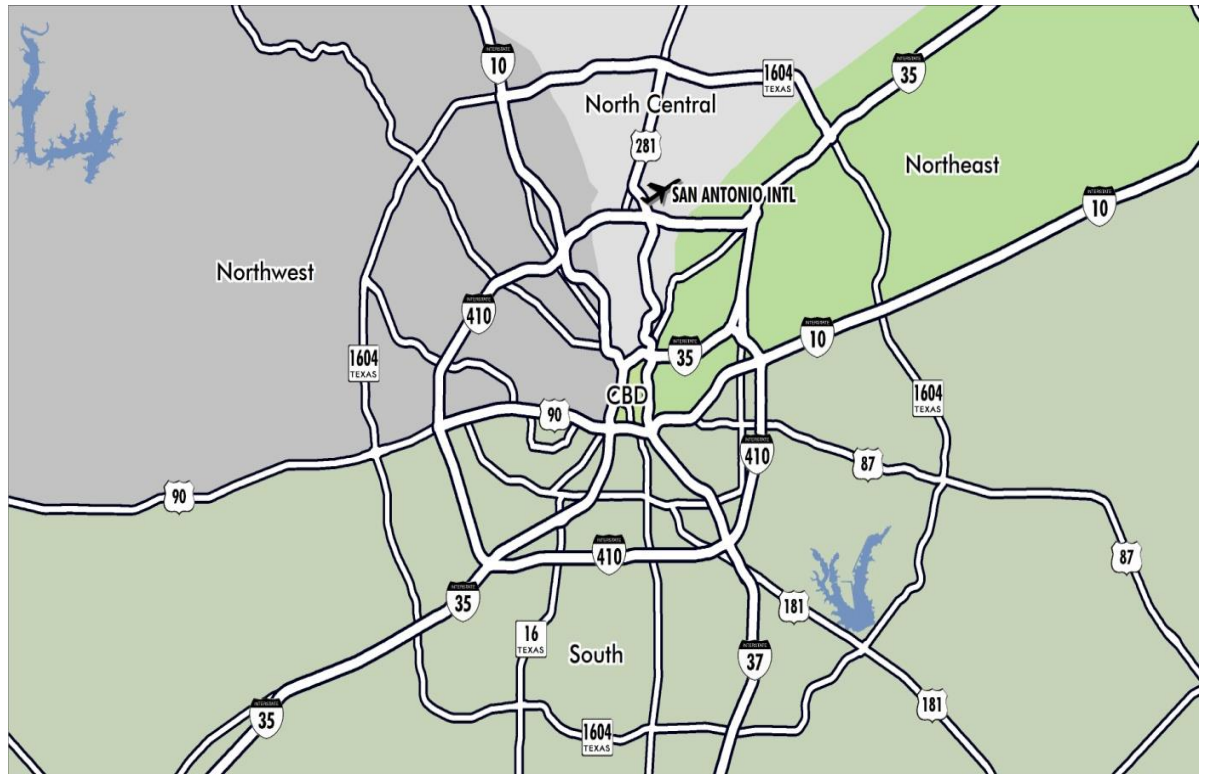 INTERSTATE
10
North Central
1604
TEXAS
INTERSTATE
35
281
Northeast
SAN ANTONIO INTL
INTERSTATE
10
Northwest
INTERSTATE
410
INTERSTATE
10
1604
TEXAS
INTERSTATE
35
CBD
90
1604
TEXAS
INTERSTATE
410
87
90
INTERSTATE
410
87
INTERSTATE
35
181
16
TEXAS
South
INTERSTATE
37
INTERSTATE
35
181
1604
TEXAS